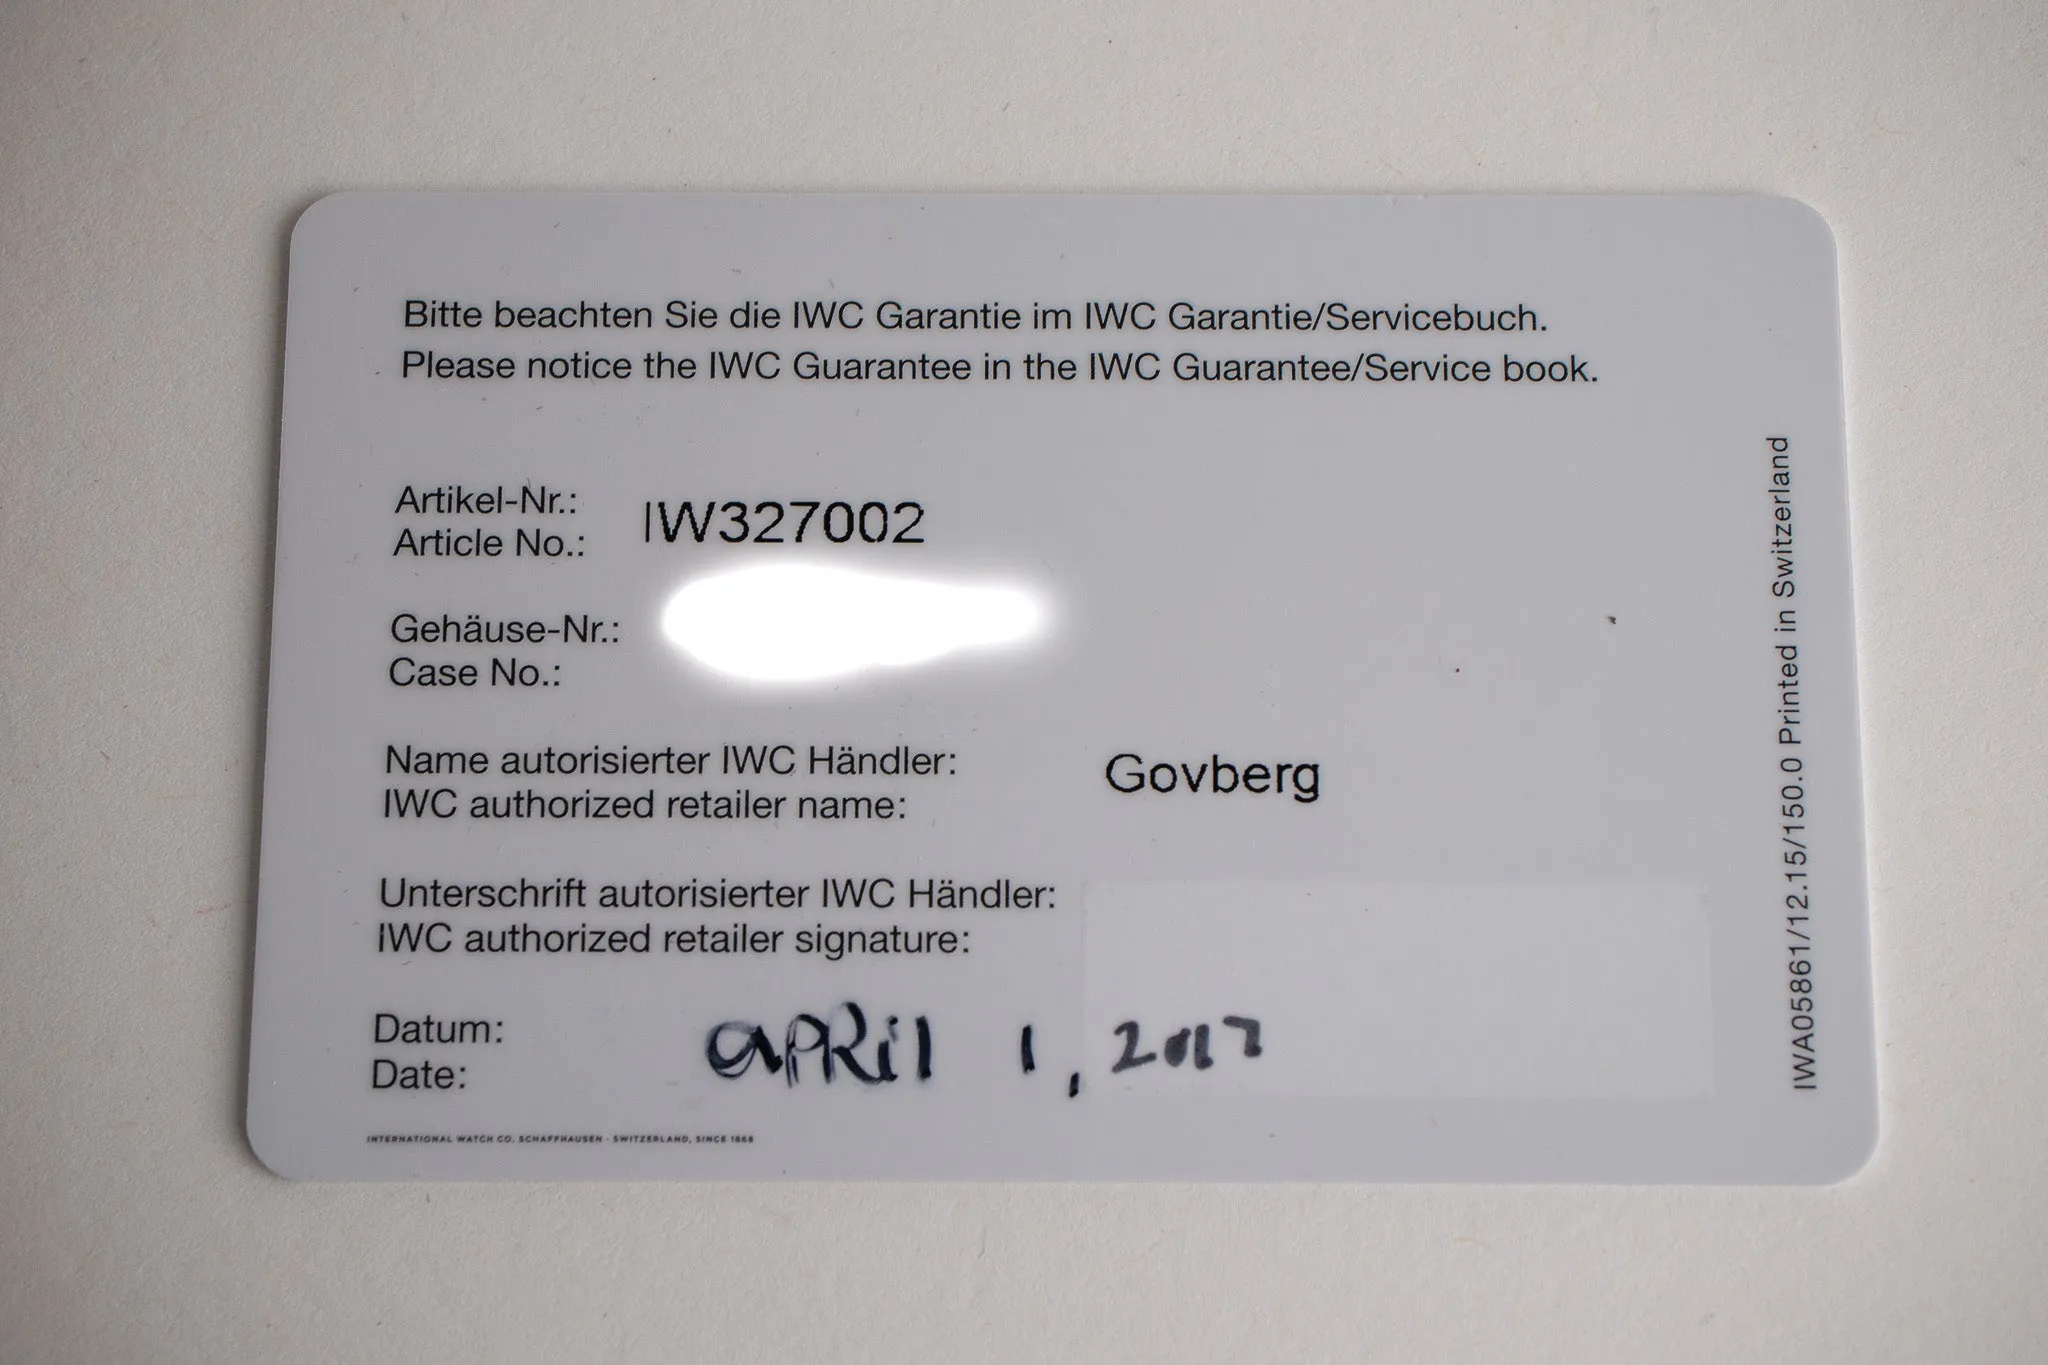 Bitte beachten Sie die IWC Garantie im IWC Garantie/Servicebuch.
Please notice the IWC Guarantee in the IWC Guarantee/Service book.
Artikel-Nr.: IW327002
Article No.:
Gehäuse-Nr.:
Case No.:
Name autorisierter IWC Händler: Govberg
IWC authorized retailer name:
Unterschrift autorisierter IWC Händler:
IWC authorized retailer signature:
Datum: APRil 1, 2017
Date:
INTERNATIONAL WATCH CO. SCHAFFHAUSEN - SWITZERLAND, SINCE 1868
IWA05861/12.15/150.0 Printed in Switzerland